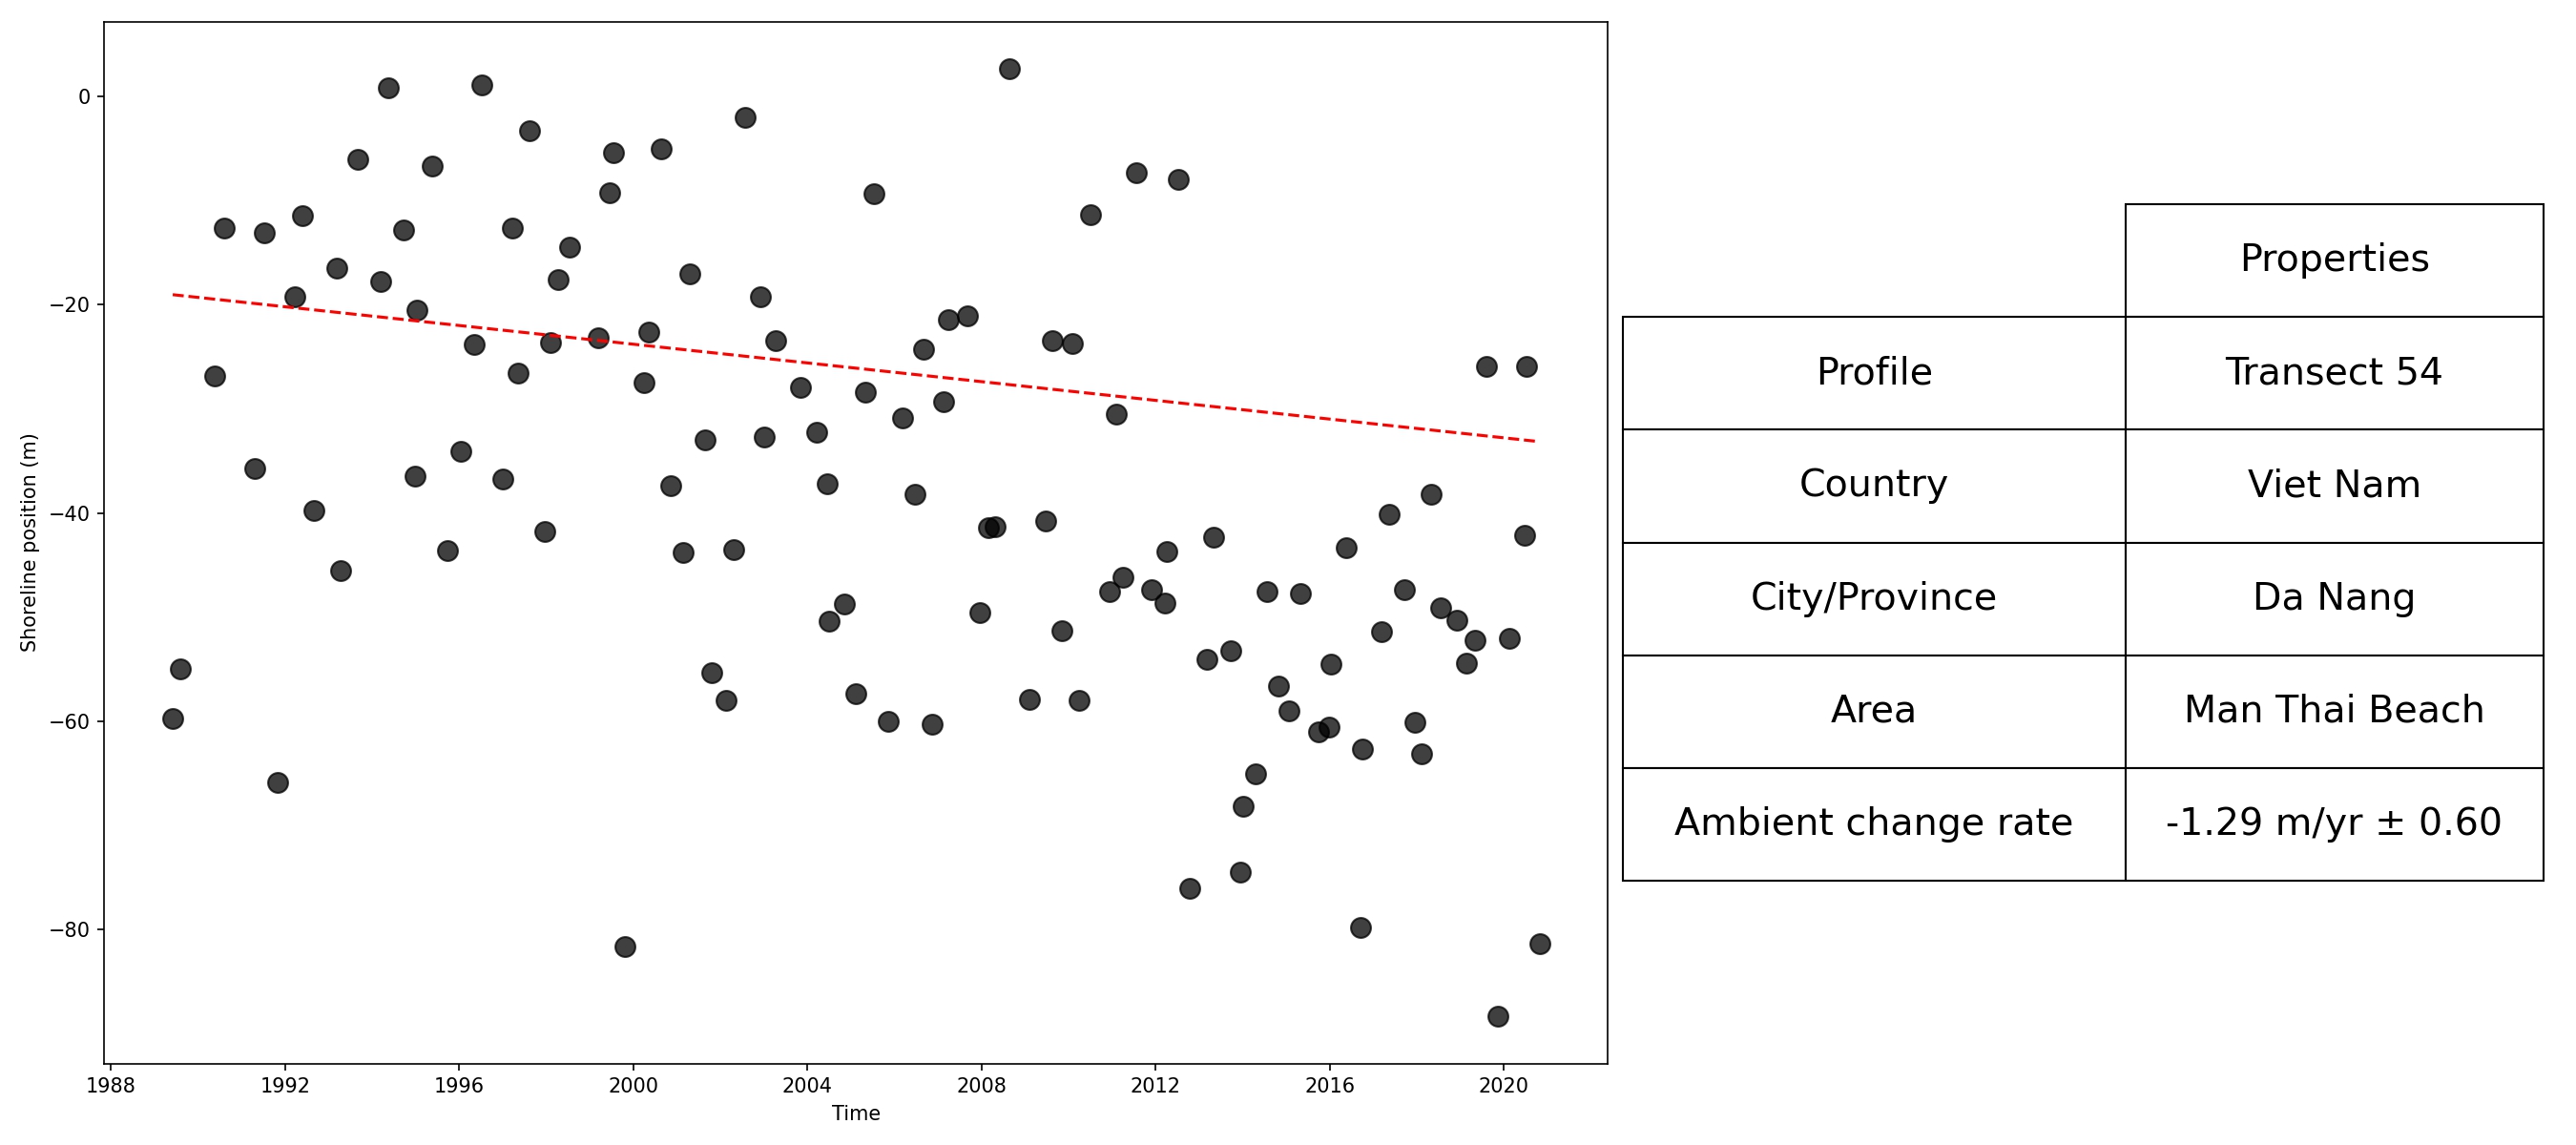 0
−20
−40
−60
−80
Shoreline position (m)
1988 1992 1996 2000 2004 2008 2012 2016 2020
Time
Properties
Profile Transect 54
Country Viet Nam
City/Province Da Nang
Area Man Thai Beach
Ambient change rate -1.29 m/yr ± 0.60